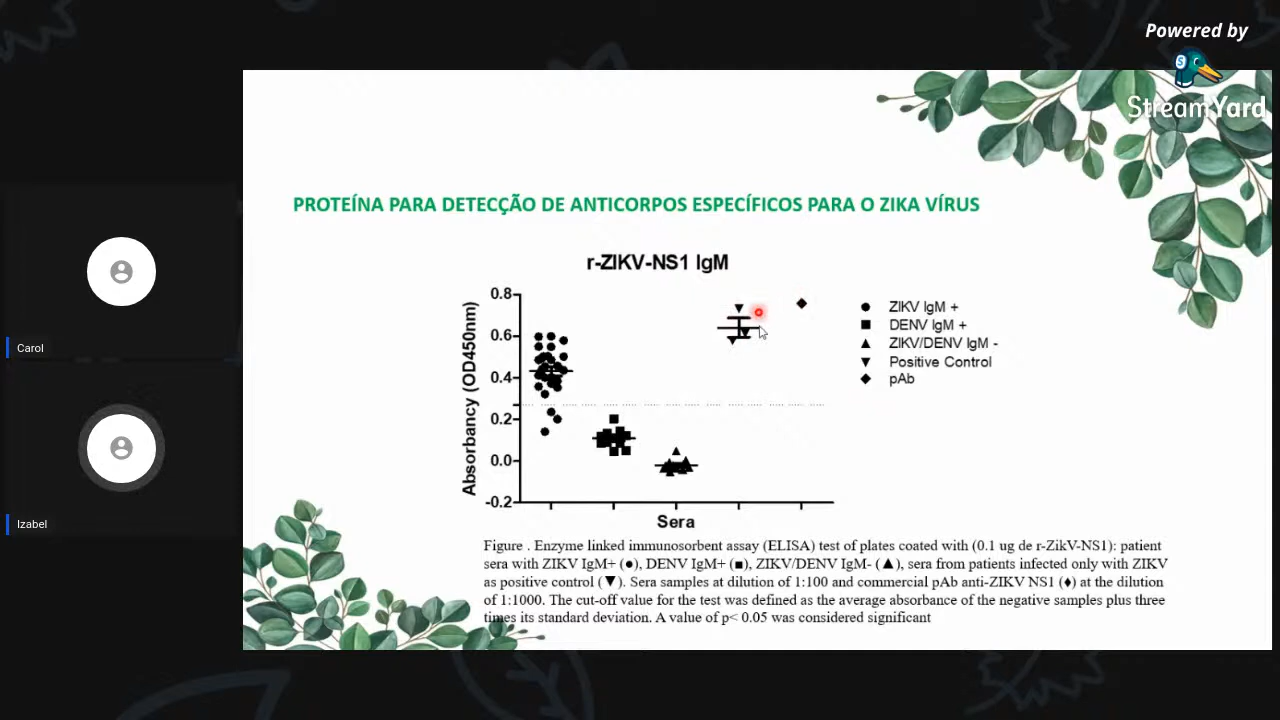 Powered by
StreamYard
PROTEÍNA PARA DETECÇÃO DE ANTICORPOS ESPECÍFICOS PARA O ZIKA VÍRUS
r-ZIKV-NS1 IgM
Absorbancy (OD450nm)
0.8
0.6
0.4
0.2
0.0
-0.2
Sera
ZIKV IgM +
DENV IgM +
ZIKV/DENV IgM -
Positive Control
pAb
Figure . Enzyme linked immunosorbent assay (ELISA) test of plates coated with (0.1 ug de r-ZikV-NS1): patient
sera with ZIKV IgM+ (●), DENV IgM+ (■), ZIKV/DENV IgM- (▲), sera from patients infected only with ZIKV
as positive control (▼). Sera samples at dilution of 1:100 and commercial pAb anti-ZIKV NS1 (♦) at the dilution
of 1:1000. The cut-off value for the test was defined as the average absorbance of the negative samples plus three
times its standard deviation. A value of p< 0.05 was considered significant
Carol
Izabel